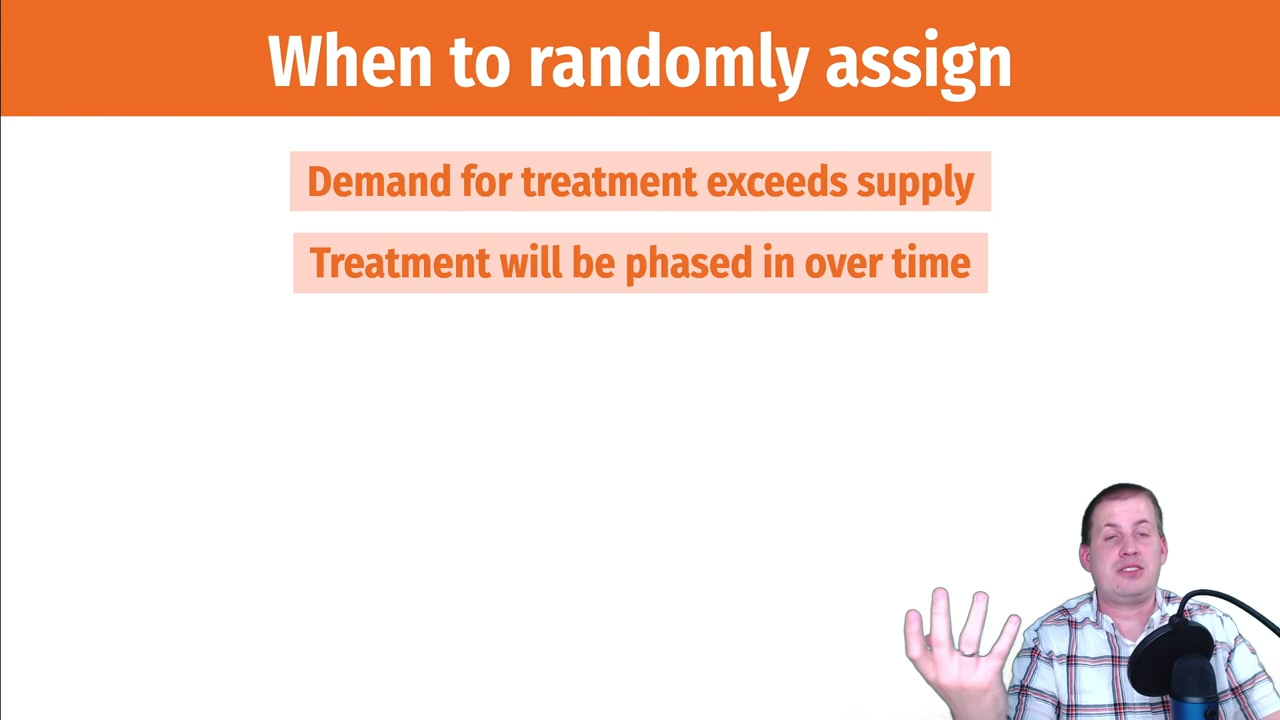 When to randomly assign
Demand for treatment exceeds supply
Treatment will be phased in over time